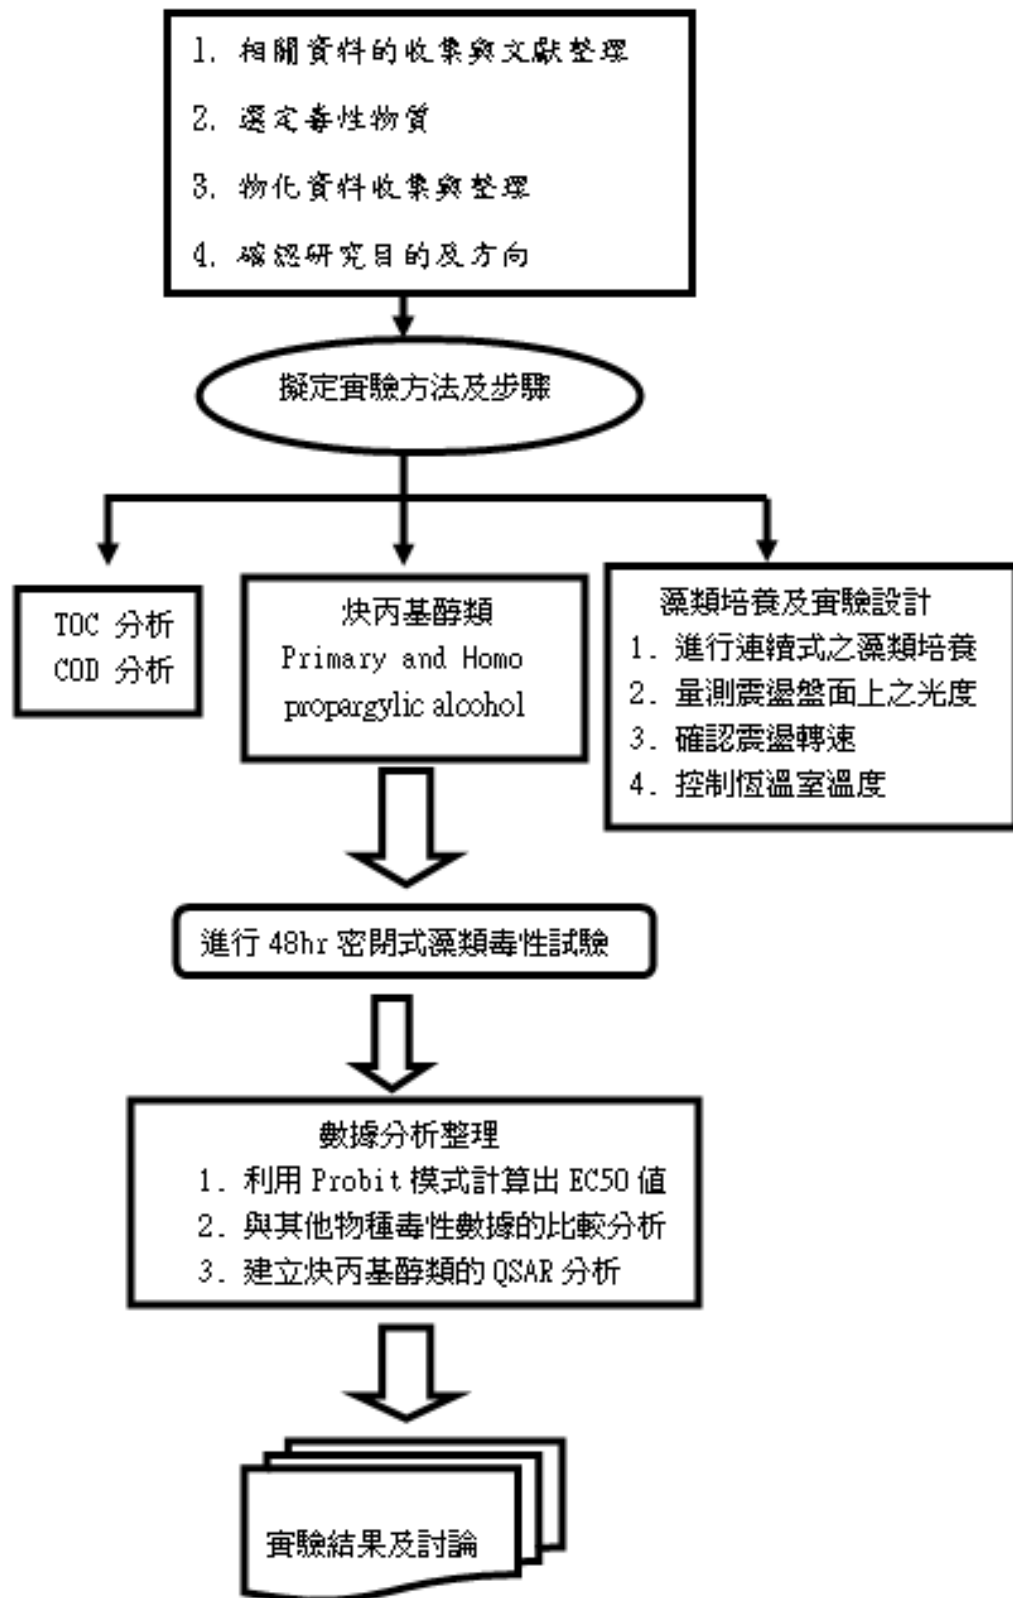 1. 相關資料的收集與文獻整理
2. 選定毒性物質
3. 物化資料收集與整理
4. 確認研究目的及方向
擬定實驗方法及步驟
TOC 分析
COD 分析
炔丙基醇類
Primary and Homo
propargylic alcohol
藻類培養及實驗設計
1. 進行連續式之藻類培養
2. 量測震盪盤面上之光度
3. 確認震盪轉速
4. 控制恆溫室溫度
進行 48hr 密閉式藻類毒性試驗
數據分析整理
1. 利用 Probit 模式計算出 EC50 值
2. 與其他物種毒性數據的比較分析
3. 建立炔丙基醇類的 QSAR 分析
實驗結果及討論